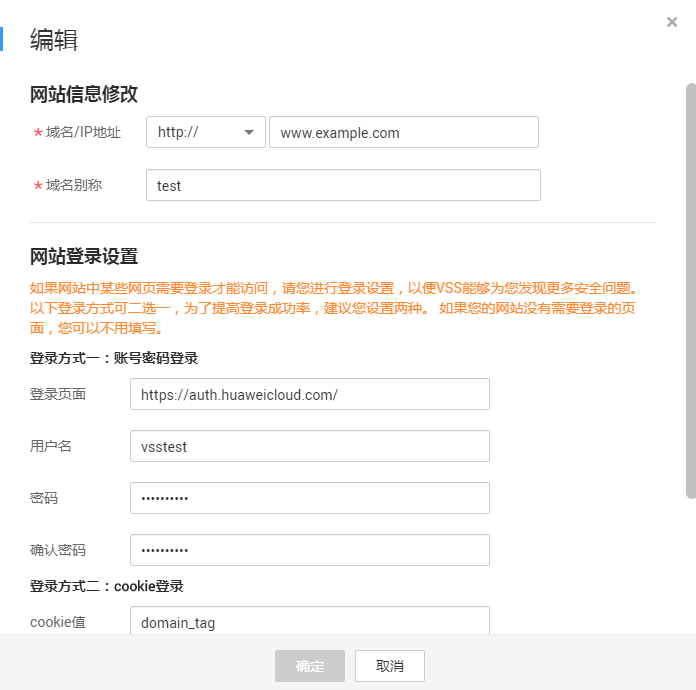 编辑
网站信息修改
* 域名/IP地址 http:// www.example.com
* 域名别称 test
网站登录设置
如果网站中某些网页需要登录才能访问，请您进行登录设置，以便VSS能够为您发现更多安全问题。
以下登录方式可二选一，为了提高登录成功率，建议您设置两种。 如果您的网站没有需要登录的页
面，您可以不用填写。
登录方式一：账号密码登录
登录页面 https://auth.huaweicloud.com/
用户名 vsstest
密码 ••••••••••
确认密码 ••••••••••
登录方式二：cookie登录
cookie值 domain_tag
确定 取消